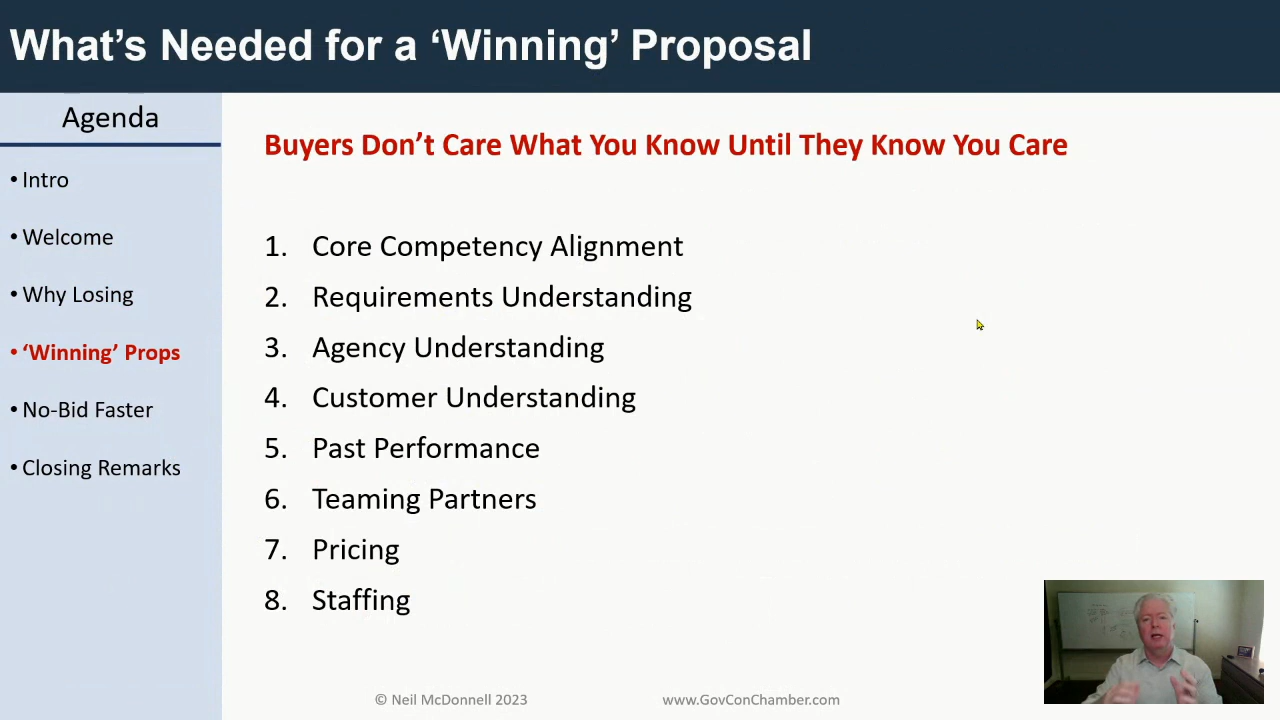 What’s Needed for a ‘Winning’ Proposal
Agenda
• Intro
• Welcome
• Why Losing
• ‘Winning’ Props
• No-Bid Faster
• Closing Remarks
Buyers Don’t Care What You Know Until They Know You Care
1. Core Competency Alignment
2. Requirements Understanding
3. Agency Understanding
4. Customer Understanding
5. Past Performance
6. Teaming Partners
7. Pricing
8. Staffing
© Neil McDonnell 2023
www.GovConChamber.com